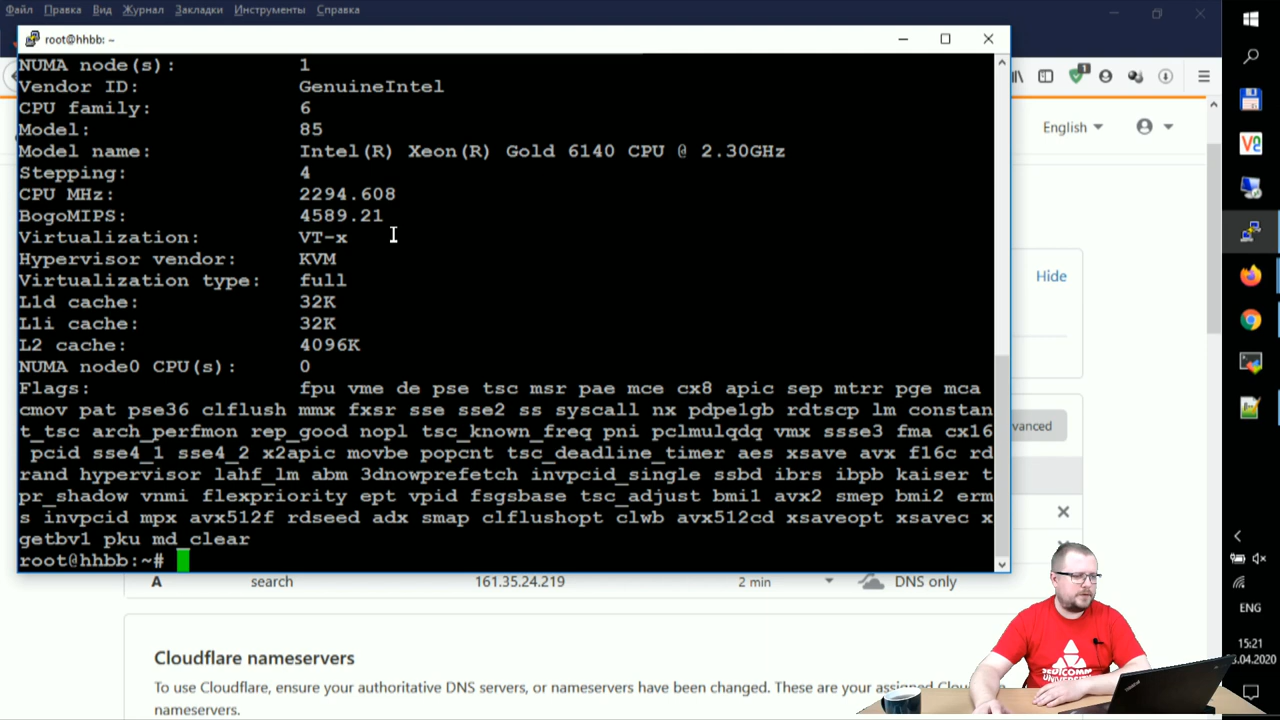 Файл Правка Вид Журнал Закладки Инструменты Справка
root@hhbb: ~
NUMA node(s): 1
Vendor ID: GenuineIntel
CPU family: 6
Model: 85
Model name: Intel(R) Xeon(R) Gold 6140 CPU @ 2.30GHz
Stepping: 4
CPU MHz: 2294.608
BogoMIPS: 4589.21
Virtualization: VT-x
Hypervisor vendor: KVM
Virtualization type: full
L1d cache: 32K
L1i cache: 32K
L2 cache: 4096K
NUMA node0 CPU(s): 0
Flags: fpu vme de pse tsc msr pae mce cx8 apic sep mtrr pge mca
cmov pat pse36 clflush mmx fxsr sse sse2 ss syscall nx pdpe1gb rdtscp lm constan
t_tsc arch_perfmon rep_good nopl tsc_known_freq pni pclmulqdq vmx ssse3 fma cx16
pcid sse4_1 sse4_2 x2apic movbe popcnt tsc_deadline_timer aes xsave avx f16c rd
rand hypervisor lahf_lm abm 3dnowprefetch invpcid_single ssbd ibrs ibpb kaiser t
pr_shadow vnmi flexpriority ept vpid fsgsbase tsc_adjust bmi1 avx2 smep bmi2 erm
s invpcid mpx avx512f rdseed adx smap clflushopt clwb avx512cd xsaveopt xsavec x
getbv1 pku md_clear
root@hhbb:~#
1
English
Hide
vanced
A search 161.35.24.219 2 min DNS only
Cloudflare nameservers
To use Cloudflare, ensure your authoritative DNS servers, or nameservers have been changed. These are your assigned
nameservers.
ENG
15:21
.04.2020
UNIVERSITY